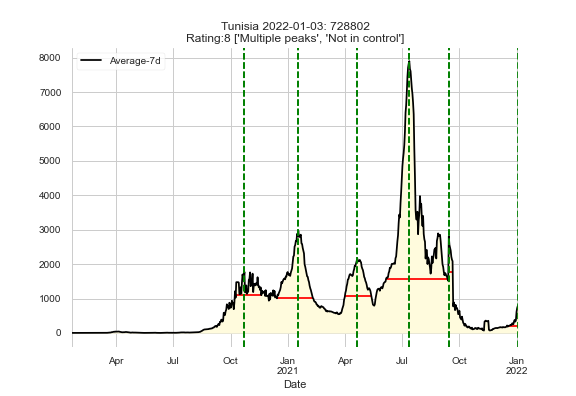 Tunisia 2022-01-03: 728802
Rating:8 ['Multiple peaks', 'Not in control']
Average-7d
8000
7000
6000
5000
4000
3000
2000
1000
0
Apr Jul Oct Jan Apr Jul Oct Jan
2021 2022
Date